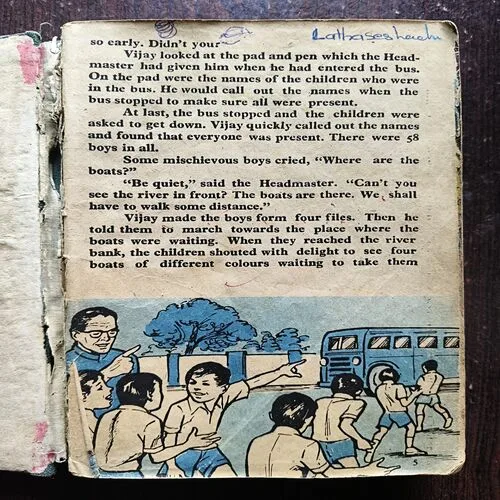 so early. Didn't your
Vijay looked at the pad and pen which the Head-
master had given him when he had entered the bus.
On the pad were the names of the children who were
in the bus. He would call out the names when the
bus stopped to make sure all were present.
At last, the bus stopped and the children were
asked to get down. Vijay quickly called out the names
and found that everyone was present. There were 58
boys in all.
Some mischievous boys cried, "Where are the
boats?"
"Be quiet," said the Headmaster. "Can't you
see the river in front? The boats are there. We shall
have to walk some distance."
Vijay made the boys form four files. Then he
told them to march towards the place where the
boats were waiting. When they reached the river
bank, the children shouted with delight to see four
boats of different colours waiting to take them
5